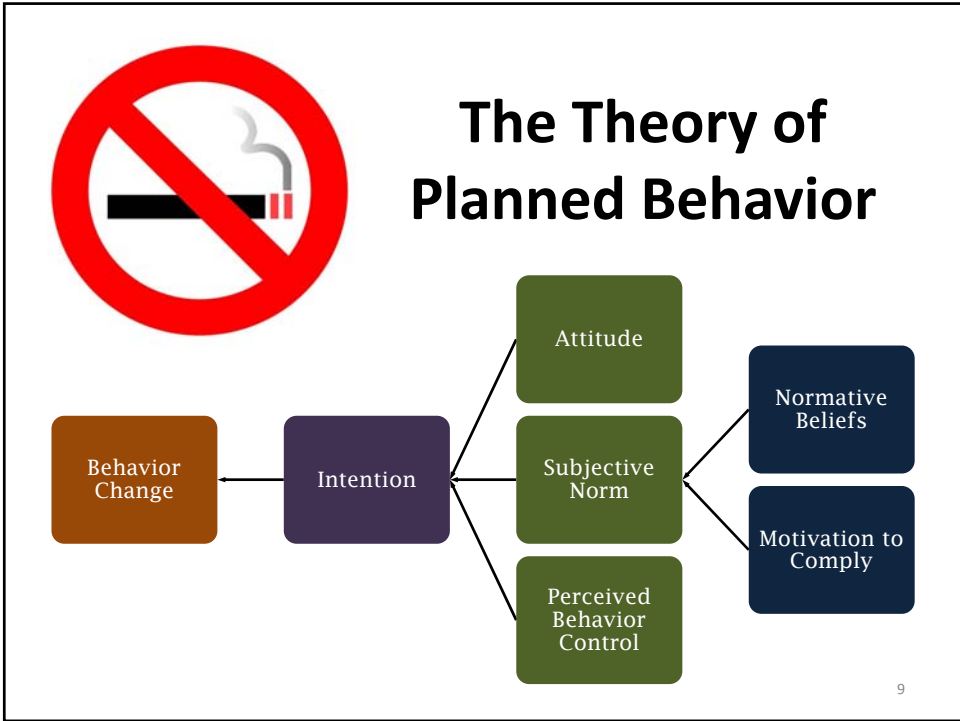 The Theory of
Planned Behavior
Attitude
Normative
Beliefs
Behavior
Change
Intention
Subjective
Norm
Motivation to
Comply
Perceived
Behavior
Control
9